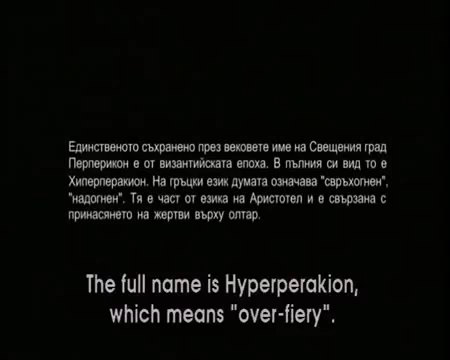 Единственото съхранено през вековете име на Свещения град
Перперикон е от византийската епоха. В пълния си вид то е
Хиперперакион. На гръцки език думата означава "свръхогнен",
"надогнен". Тя е част от езика на Аристотел и е свързана с
принасянето на жертви върху олтар.
The full name is Hyperperakion,
which means "over-fiery".